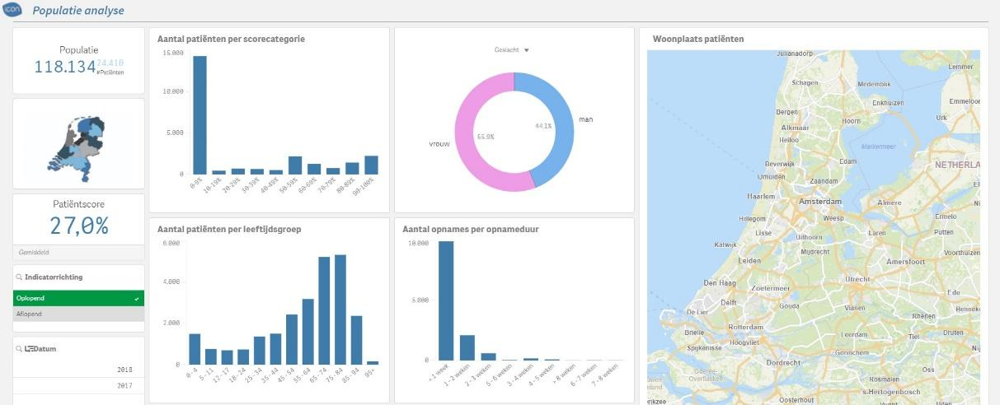 icon
Populatie analyse
Populatie
118.134
24.410
#Patiënten
Patiëntscore
27,0%
Gemiddeld
Indicatorrichting
Oplopend
Aflopend
Datum
2018
2017
Aantal patiënten per scorecategorie
15.000
10.000
5.000
0
0-9%
10-19%
20-29%
30-39%
40-49%
50-59%
60-69%
70-79%
80-89%
90-100%
Geslacht
vrouw
55.9%
44.1%
man
Aantal patiënten per leeftijdsgroep
6.000
4.000
2.000
0
0-4
5-11
12-17
18-24
25-34
35-44
45-54
55-64
65-74
75-84
85-94
95+
Aantal opnames per opnameduur
10.000
5.000
0
< 1 week
1-2 weken
2-3 weken
5-6 weken
3-4 weken
4-5 weken
> 8 weken
6-7 weken
7-8 weken
Woonplaats patiënten
Julianadorp
Lemmer
Schagen
Medemblik
Enkhuizen
Emmeloor
Bergen
Hoorn
Urk
Alkmaar
Heiloo
Markermeer
Edam
Beverwijk
NETHERLA
IJmuiden
Zaandam
Haarlem
Amsterdam
Almere
Ermelo
Hillegom
Weesp
Lisse
Laren
Putten
Uithoorn
Katwijk
Mijdrecht
Voorthuizen
Leiden
Amersfoort
Den Haag
Utrecht
Zoetermeer
Ede
Delft
Gouda
Vianen
Benneko
De Lier
Rhenen
Rotterdam
Brielle
Leerdam
Tiel
Druten
Hoogvliet
Spijkenisse
Gorinchem
Dordrecht
Oss
Goeree-
Overflakkee
Rosmalen
uwen
eland
's-Hertogenbosch
rikzee
Oosterhout
Uden